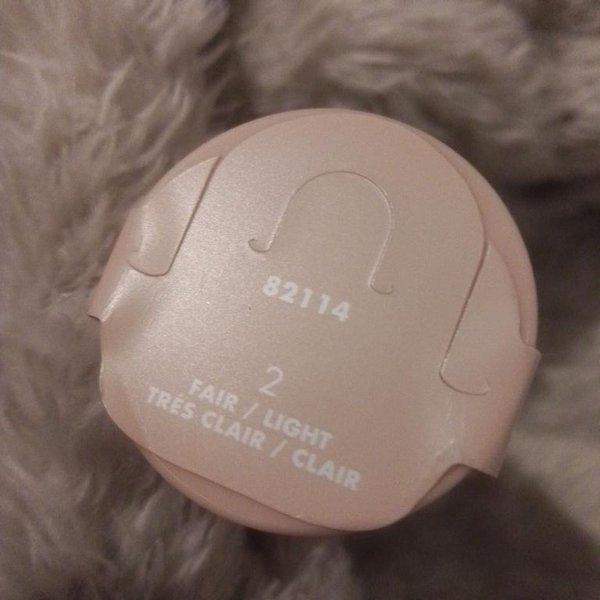 82114
2
FAIR / LIGHT
TRÉS CLAIR / CLAIR